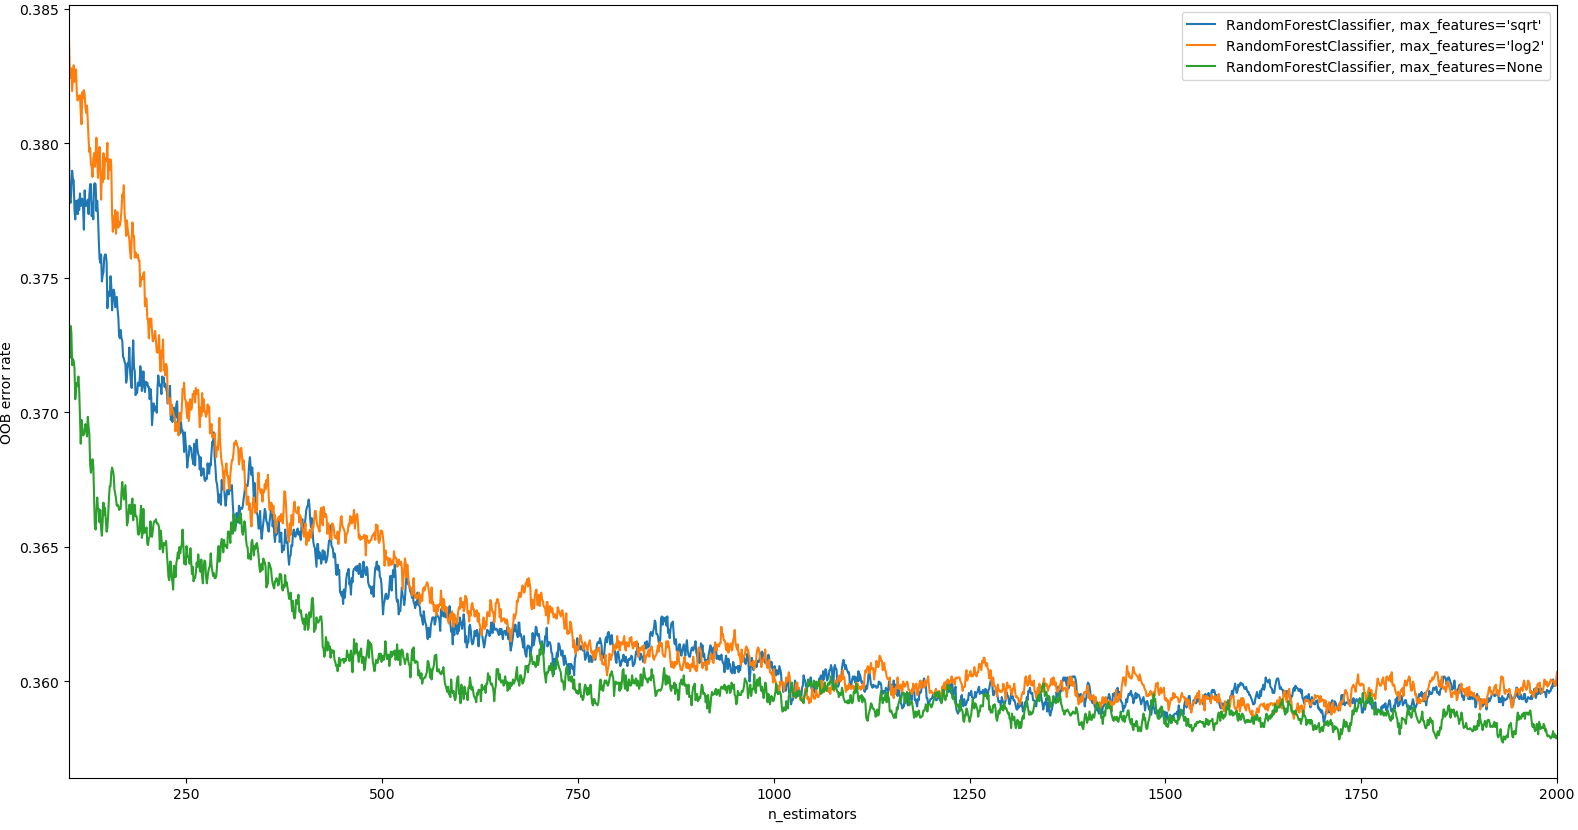 RandomForestClassifier, max_features='sqrt'
RandomForestClassifier, max_features='log2'
RandomForestClassifier, max_features=None
OOB error rate
0.385
0.380
0.375
0.370
0.365
0.360
250
500
750
1000
1250
1500
1750
2000
n_estimators